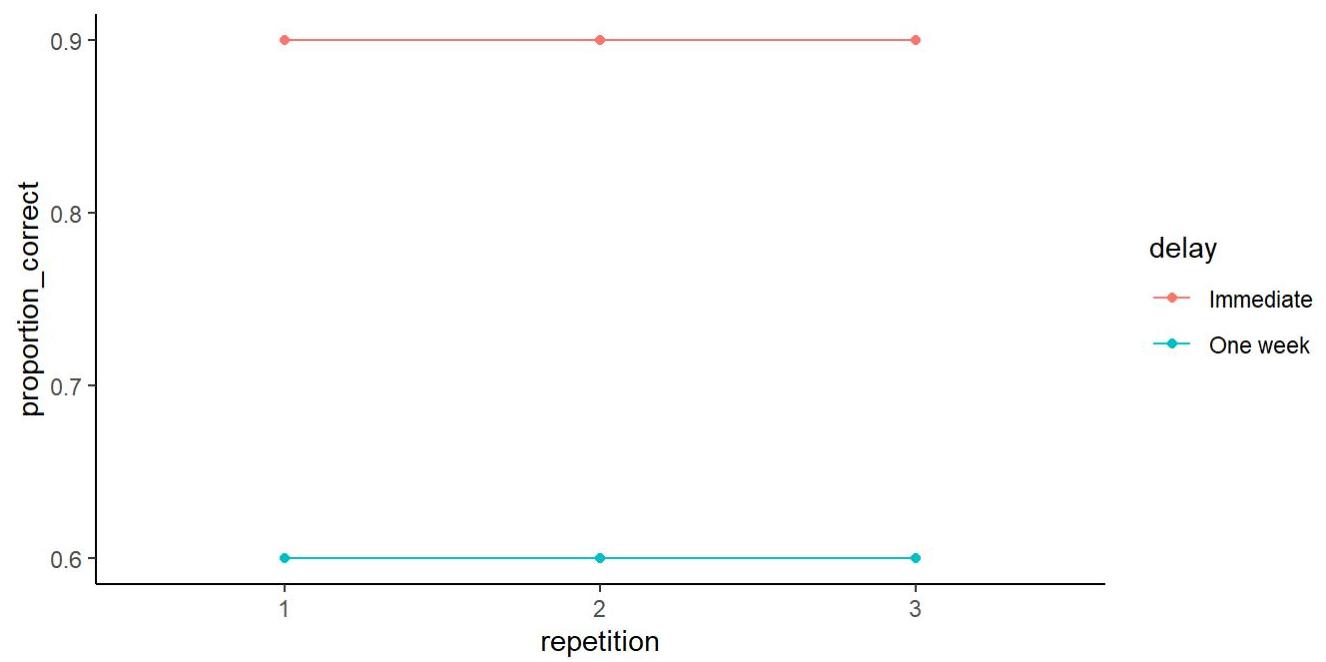 0.9
0.8
0.7
0.6
proportion_correct
1 2 3
repetition
delay
Immediate
One week